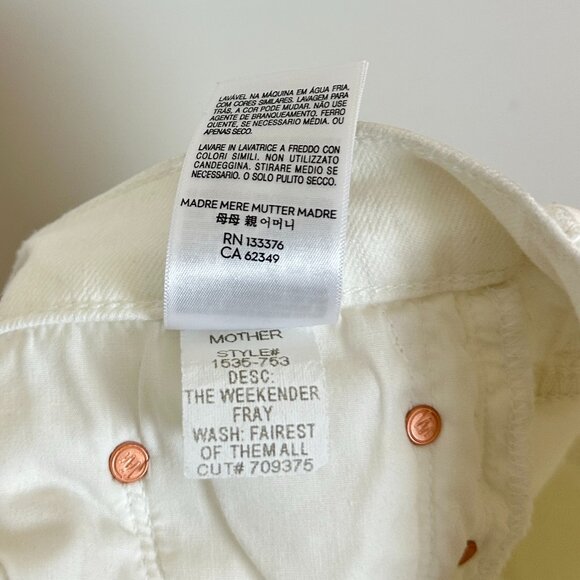 LAVÁVEL NA MÁQUINA EM ÁGUA FRIA,
COM CORES SIMILARES. LAVAGEM PARA
TRÁS, A COR PODE MUDAR. NÃO USE
AGENTE DE BRANQUEAMENTO. FERRO
QUENTE, SE NECESSARIO MÉDIA. OU
APENAS SECO.
LAVARE IN LAVATRICE A FREDDO CON
COLORI SIMILI. NON UTILIZZATO
CANDEGGINA. STIRARE MEDIO SE
NECESSARIO. O SOLO PULITO SECCO.
MADRE MERE MUTTER MADRE
母母 親 어머니
RN 133376
CA 62349
MOTHER
STYLE#
1535-753
DESC:
THE WEEKENDER
FRAY
WASH: FAIREST
OF THEM ALL
CUT# 709375